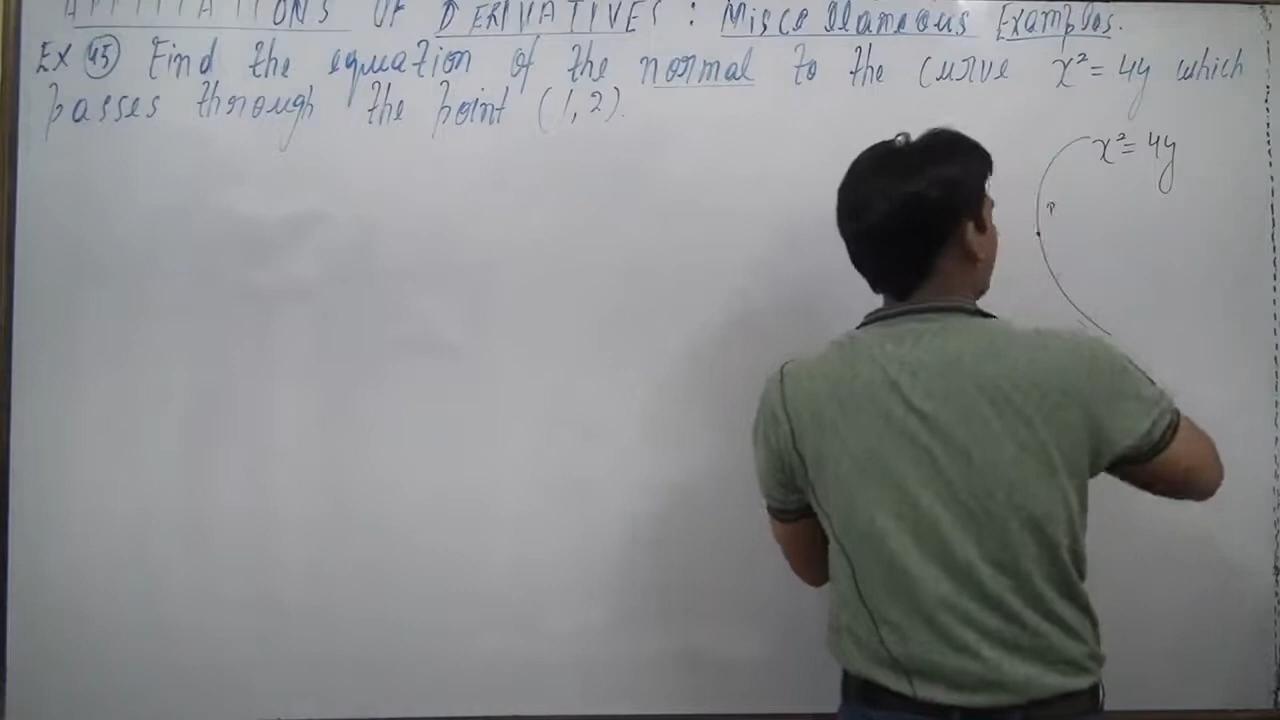 APPLICATIONS OF DERIVATIVES : Miscellaneous Examples.
Ex 45 Find the equation of the normal to the curve x² = 4y which
passes through the point (1, 2).
x² = 4y
P